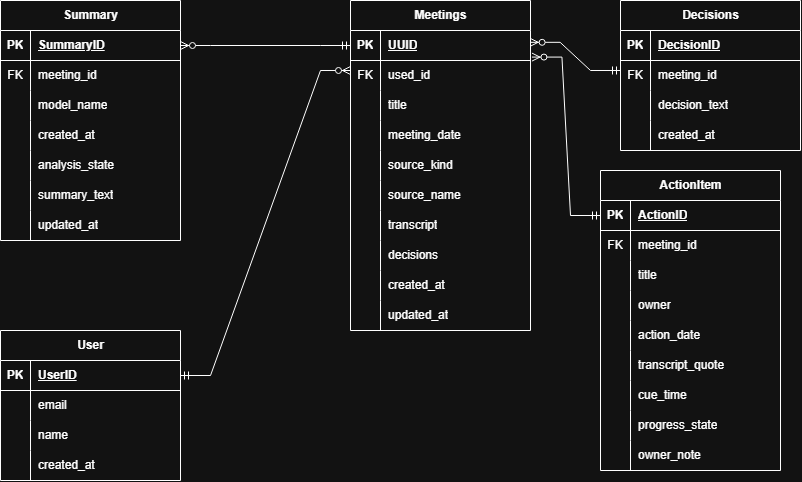 Summary
PK SummaryID
FK meeting_id
model_name
created_at
analysis_state
summary_text
updated_at
Meetings
PK UUID
FK used_id
title
meeting_date
source_kind
source_name
transcript
decisions
created_at
updated_at
Decisions
PK DecisionID
FK meeting_id
decision_text
created_at
ActionItem
PK ActionID
FK meeting_id
title
owner
action_date
transcript_quote
cue_time
progress_state
owner_note
User
PK UserID
email
name
created_at